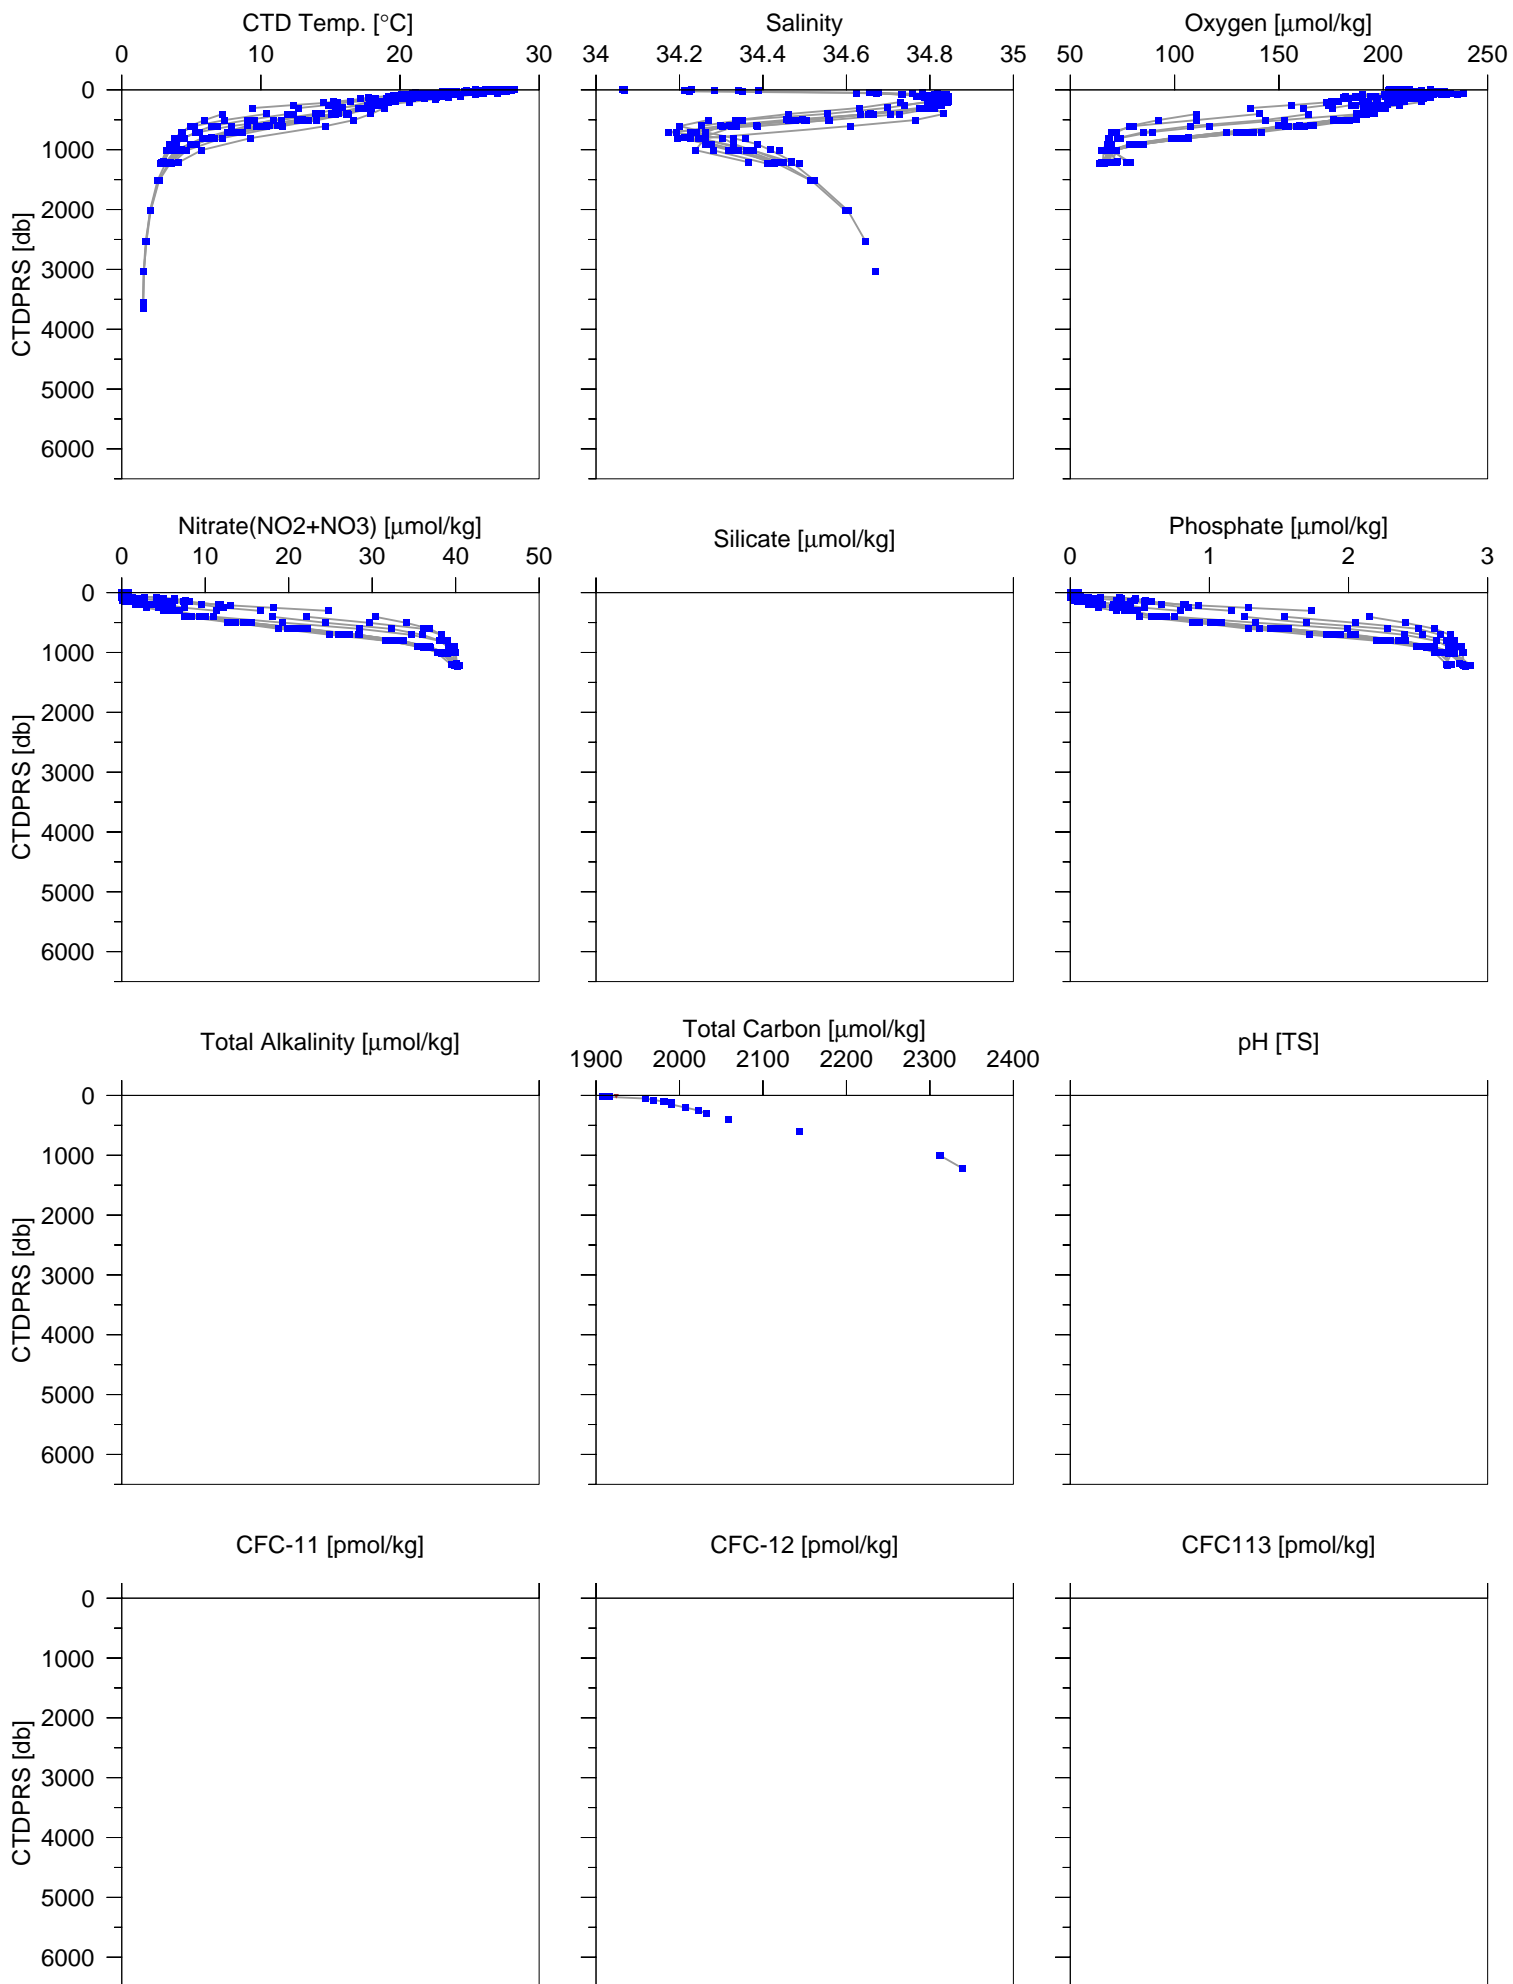 CTD Temp. [°C] Salinity Oxygen [μmol/kg]
0 10 20 30 34 34.2 34.4 34.6 34.8 35 50 100 150 200 250
0
1000
2000
3000
4000
5000
6000
CTDPRS [db]
Nitrate(NO2+NO3) [μmol/kg] Silicate [μmol/kg] Phosphate [μmol/kg]
0 10 20 30 40 50 0 1 2 3
0
1000
2000
3000
4000
5000
6000
CTDPRS [db]
Total Alkalinity [μmol/kg] Total Carbon [μmol/kg] pH [TS]
1900 2000 2100 2200 2300 2400
0
1000
2000
3000
4000
5000
6000
CTDPRS [db]
CFC-11 [pmol/kg] CFC-12 [pmol/kg] CFC113 [pmol/kg]
0
1000
2000
3000
4000
5000
6000
CTDPRS [db]